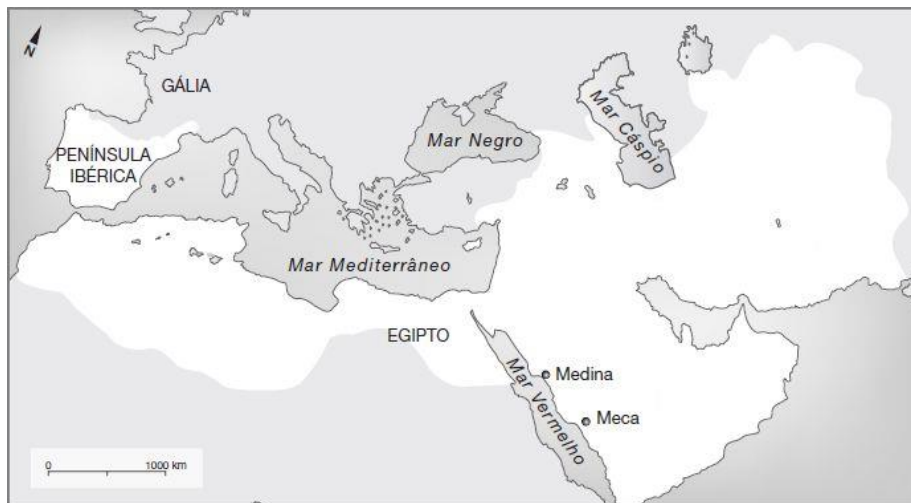 N
GÁLIA
PENÍNSULA
IBÉRICA
Mar Negro
Mar Cáspio
Mar Mediterrâneo
EGIPTO
Mar Vermelho
Medina
Meca
0 1000 km